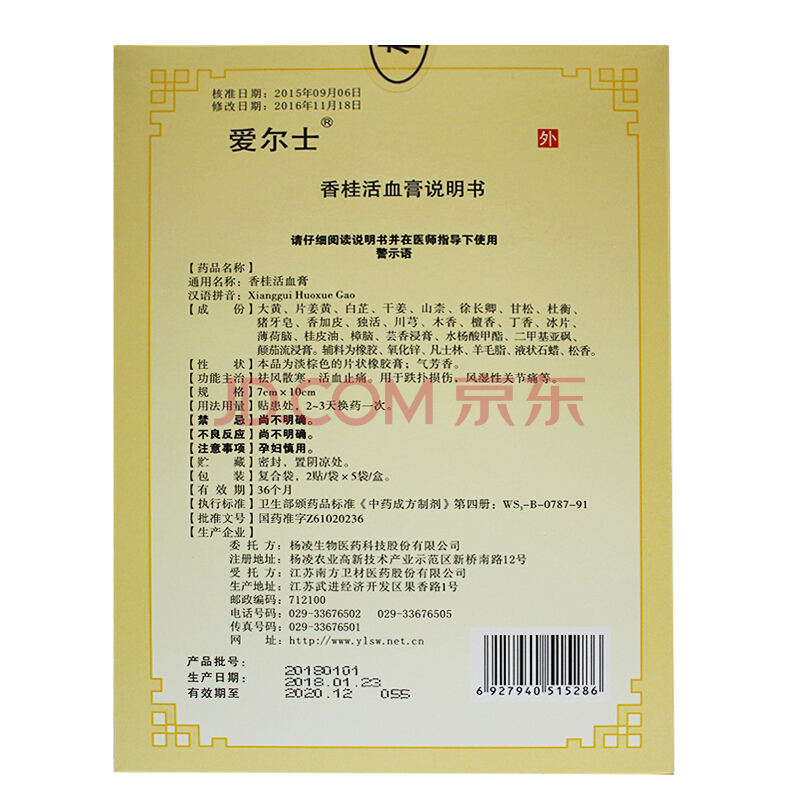 核准日期：2015年09月06日
修改日期：2016年11月18日
爱尔士®
外
香桂活血膏说明书
请仔细阅读说明书并在医师指导下使用
警示语
【药品名称】
通用名称：香桂活血膏
汉语拼音：Xianggui Huoxue Gao
【成 份】大黄、片姜黄、白芷、干姜、山柰、徐长卿、甘松、杜衡、
猪牙皂、香加皮、独活、川芎、木香、檀香、丁香、冰片、
薄荷脑、桂皮油、樟脑、芸香浸膏、水杨酸甲酯、二甲基亚砜、
颠茄流浸膏。辅料为橡胶、氧化锌、凡士林、羊毛脂、液状石蜡、松香。
【性 状】本品为淡棕色的片状橡胶膏；气芳香。
【功能主治】祛风散寒，活血止痛。用于跌扑损伤，风湿性关节痛等。
【规 格】7cm×10cm
【用法用量】贴患处，2~3天换药一次。
【禁 忌】尚不明确。
【不良反应】尚不明确。
【注意事项】孕妇慎用。
【贮 藏】密封，置阴凉处。
【包 装】复合袋，2贴/袋×5袋/盒。
【有 效 期】36个月
【执行标准】卫生部颁药品标准《中药成方制剂》第四册：WS₃-B-0787-91
【批准文号】国药准字Z61020236
【生产企业】
委 托 方：杨凌生物医药科技股份有限公司
注册地址：杨凌农业高新技术产业示范区新桥南路12号
受 托 方：江苏南方卫材医药股份有限公司
生产地址：江苏武进经济开发区果香路1号
邮政编码：712100
电话号码：029-33676502 029-33676505
传真号码：029-33676501
网 址：http://www.ylsw.net.cn
产品批号：20180101
生产日期：2018.01.23
有效期至 2020.12 055
6 927940 515286
JD.COM 京东